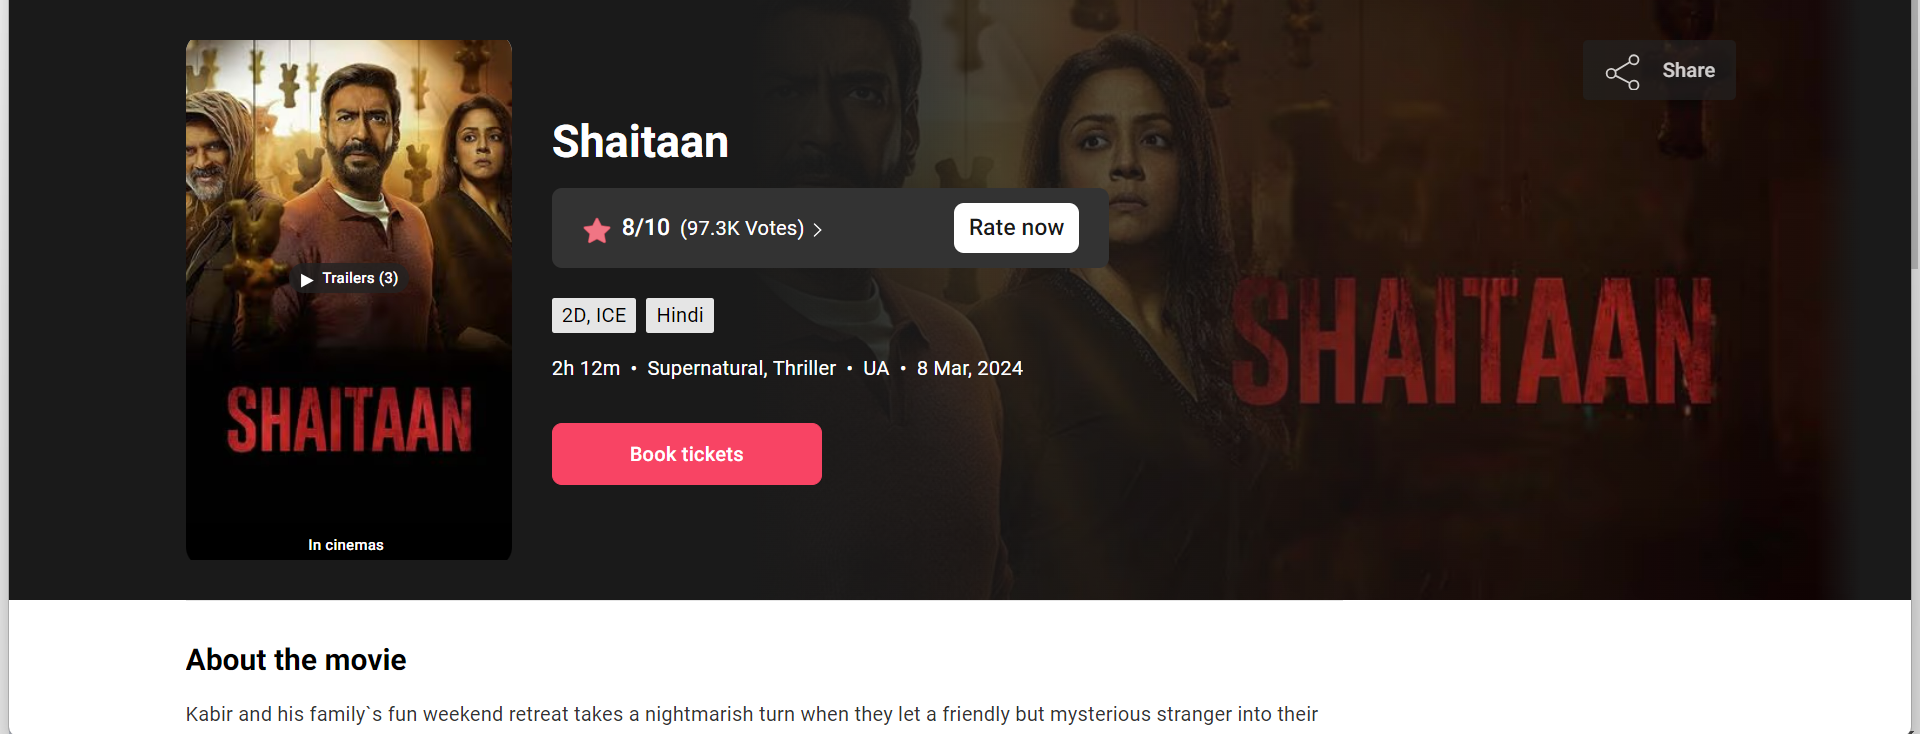 Share
Shaitaan
8/10 (97.3K Votes)
Rate now
Trailers (3)
2D, ICE
Hindi
2h 12m • Supernatural, Thriller • UA • 8 Mar, 2024
SHAITAAN
SHAITAAN
Book tickets
In cinemas
About the movie
Kabir and his family`s fun weekend retreat takes a nightmarish turn when they let a friendly but mysterious stranger into their